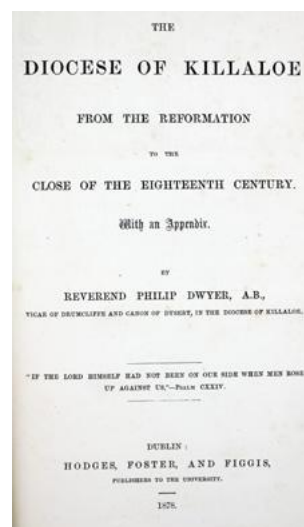 THE
DIOCESE OF KILLALOE
FROM THE REFORMATION
TO THE
CLOSE OF THE EIGHTEENTH CENTURY.
With an Appendix.
BY
REVEREND PHILIP DWYER, A.B.,
VICAR OF DRUMCLIFFE AND CANON OF DYSERT, IN THE DIOCESE OF KILLALOE.
"IF THE LORD HIMSELF HAD NOT BEEN ON OUR SIDE WHEN MEN ROSE
UP AGAINST US,"—PSALM CXXIV.
DUBLIN:
HODGES, FOSTER, AND FIGGIS,
PUBLISHERS TO THE UNIVERSITY.
1878.